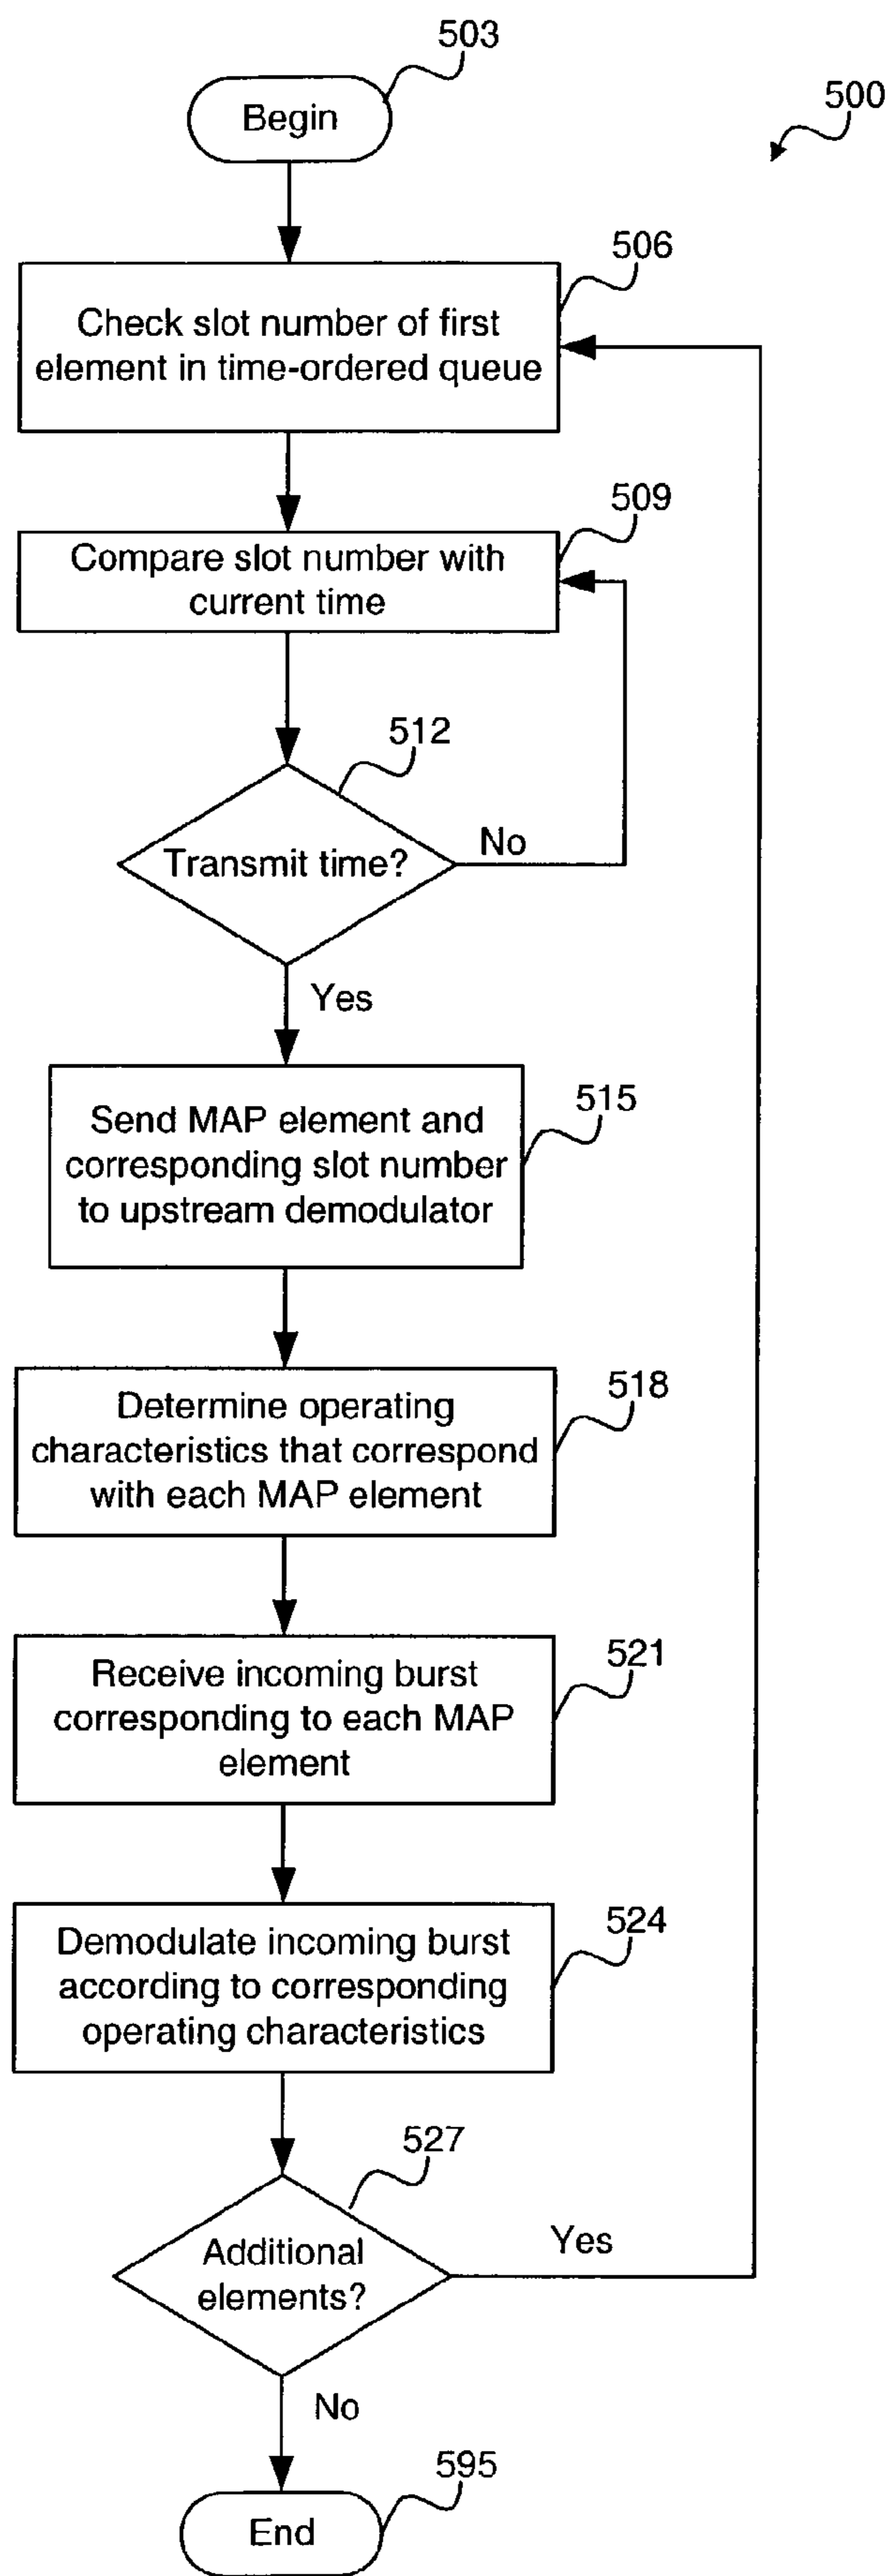 503
Begin
500
506
Check slot number of first
element in time-ordered queue
509
Compare slot number with
current time
512
Transmit time?
No
Yes
515
Send MAP element and
corresponding slot number
to upstream demodulator
518
Determine operating
characteristics that correspond
with each MAP element
521
Receive incoming burst
corresponding to each MAP
element
524
Demodulate incoming burst
according to corresponding
operating characteristics
527
Additional
elements?
Yes
No
595
End